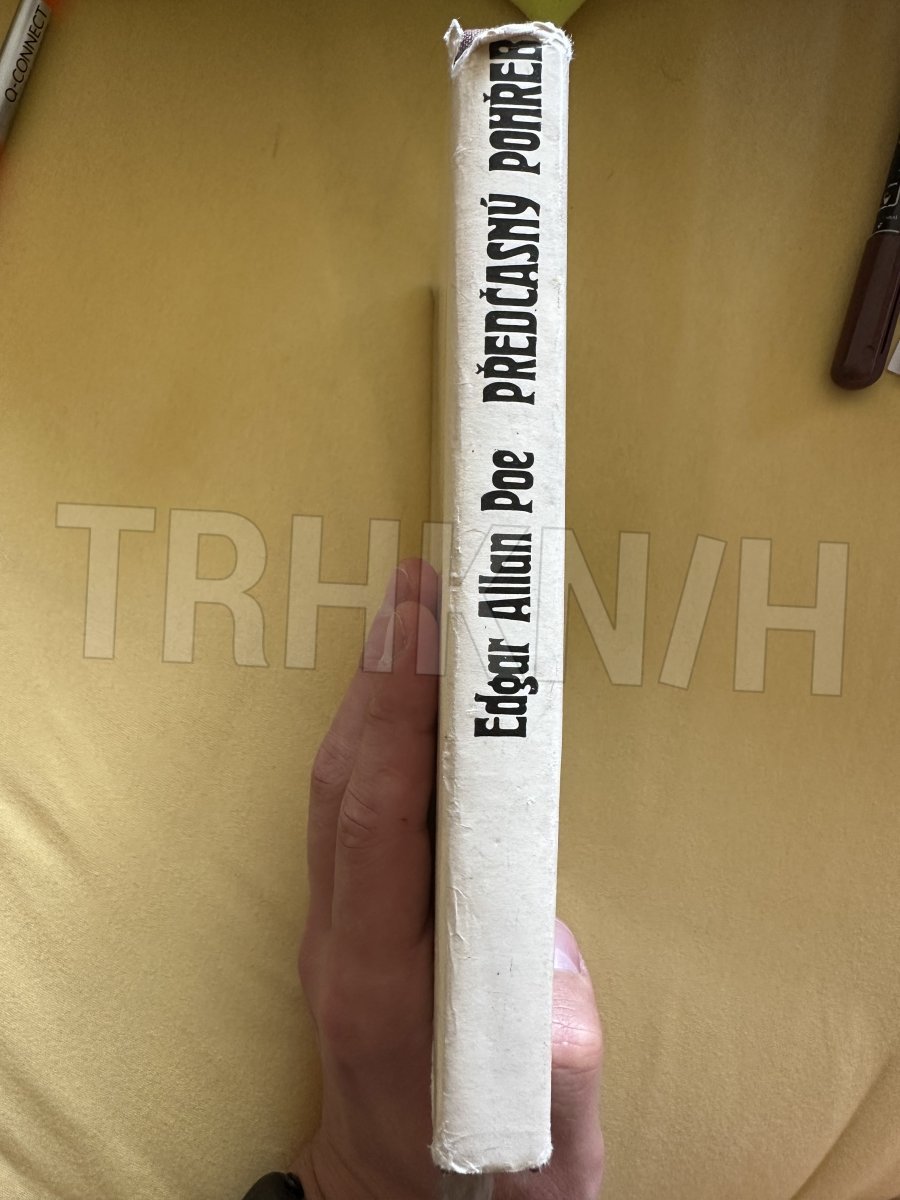 Edgar Allan Poe PŘEDČASNÝ POHŘEB
TRHKNIH
Q-CONNECT